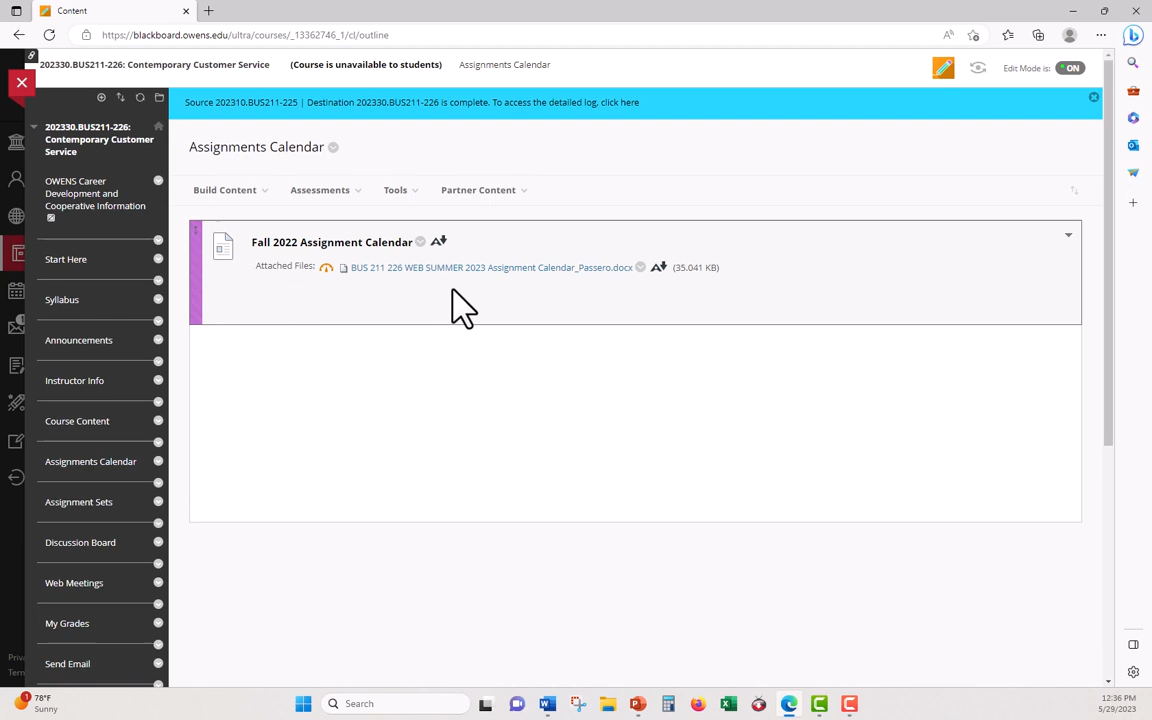 Content
https://blackboard.owens.edu/ultra/courses/_13362746_1/cl/outline
202330.BUS211-226: Contemporary Customer Service
(Course is unavailable to students)
Assignments Calendar
Edit Mode is:
ON
Source 202310.BUS211-225 | Destination 202330.BUS211-226 is complete. To access the detailed log, click here
202330.BUS211-226:
Contemporary Customer
Service
OWENS Career
Development and
Cooperative Information
Start Here
Syllabus
Announcements
Instructor Info
Course Content
Assignments Calendar
Assignment Sets
Discussion Board
Web Meetings
My Grades
Send Email
Assignments Calendar
Build Content
Assessments
Tools
Partner Content
Fall 2022 Assignment Calendar
Attached Files:
BUS 211 226 WEB SUMMER 2023 Assignment Calendar_Passero.docx
(35.041 KB)
1
Priv
Tern
1
78°F
Sunny
Search
12:36 PM
5/29/2023